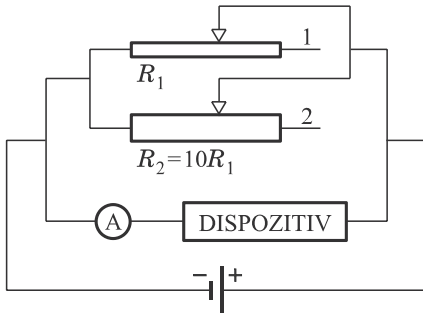 1
R₁
2
R₂=10R₁
A
DISPOZITIV
− +